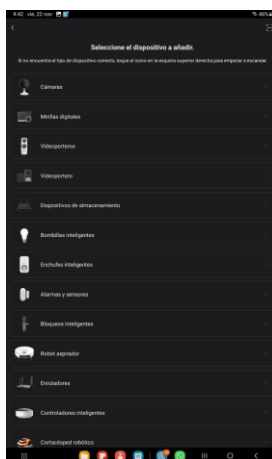 9:42 vie, 22 nov
46%
Seleccione el dispositivo a añadir.
Si no encuentra el tipo de dispositivo correcto, toque el icono en la esquina superior derecha para empezar a escanear.
Cámaras
Mirillas digitales
Videoporteros
Videoportero
Dispositivos de almacenamiento
Bombillas inteligentes
Enchufes inteligentes
Alarmas y sensores
Bloqueos inteligentes
Robot aspirador
Enrutadores
Controladores inteligentes
Cortacésped robótico